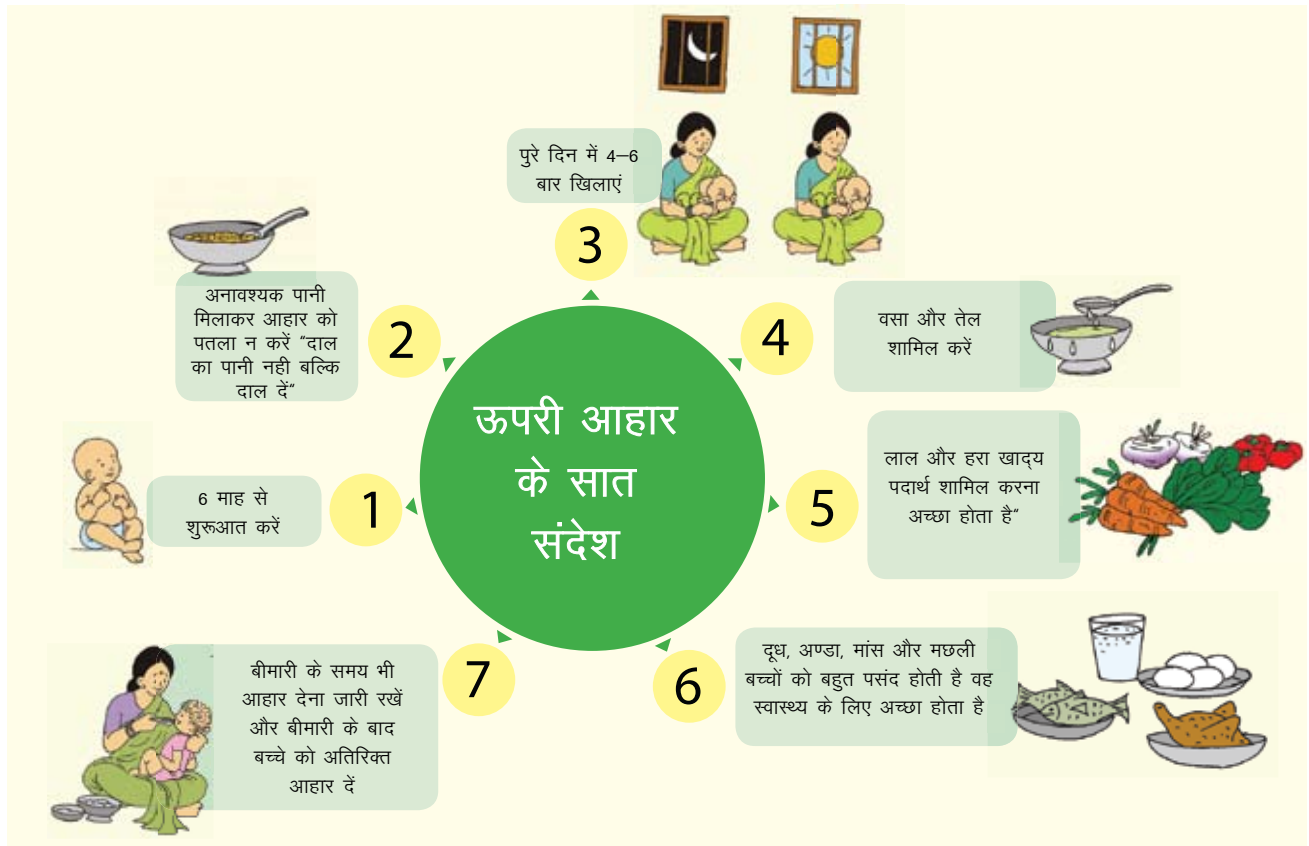 ऊपरी आहार
के सात
संदेश
1
6 माह से
शुरूआत करें
2
अनावश्यक पानी
मिलाकर आहार को
पतला न करें "दाल
का पानी नही बल्कि
दाल दें"
3
पुरे दिन में 4–6
बार खिलाएं
4
वसा और तेल
शामिल करें
5
लाल और हरा खाद्य
पदार्थ शामिल करना
अच्छा होता है"
6
दूध, अण्डा, मांस और मछली
बच्चों को बहुत पसंद होती है वह
स्वास्थ्य के लिए अच्छा होता है
7
बीमारी के समय भी
आहार देना जारी रखें
और बीमारी के बाद
बच्चे को अतिरिक्त
आहार दें